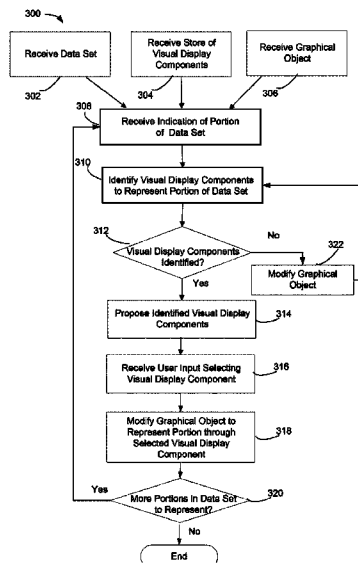 300
Receive Data Set
302
Receive Store of
Visual Display
Components
304
Receive Graphical
Object
306
308
Receive Indication of Portion
of Data Set
310
Identify Visual Display Components
to Represent Portion of Data Set
312
Visual Display Components
Identified?
No
322
Modify Graphical
Object
Yes
Propose Identified Visual Display
Components
314
Receive User Input Selecting
Visual Display Component
316
Modify Graphical Object to
Represent Portion through
Selected Visual Display
Component
318
Yes
More Portions in Data Set
to Represent?
320
No
End